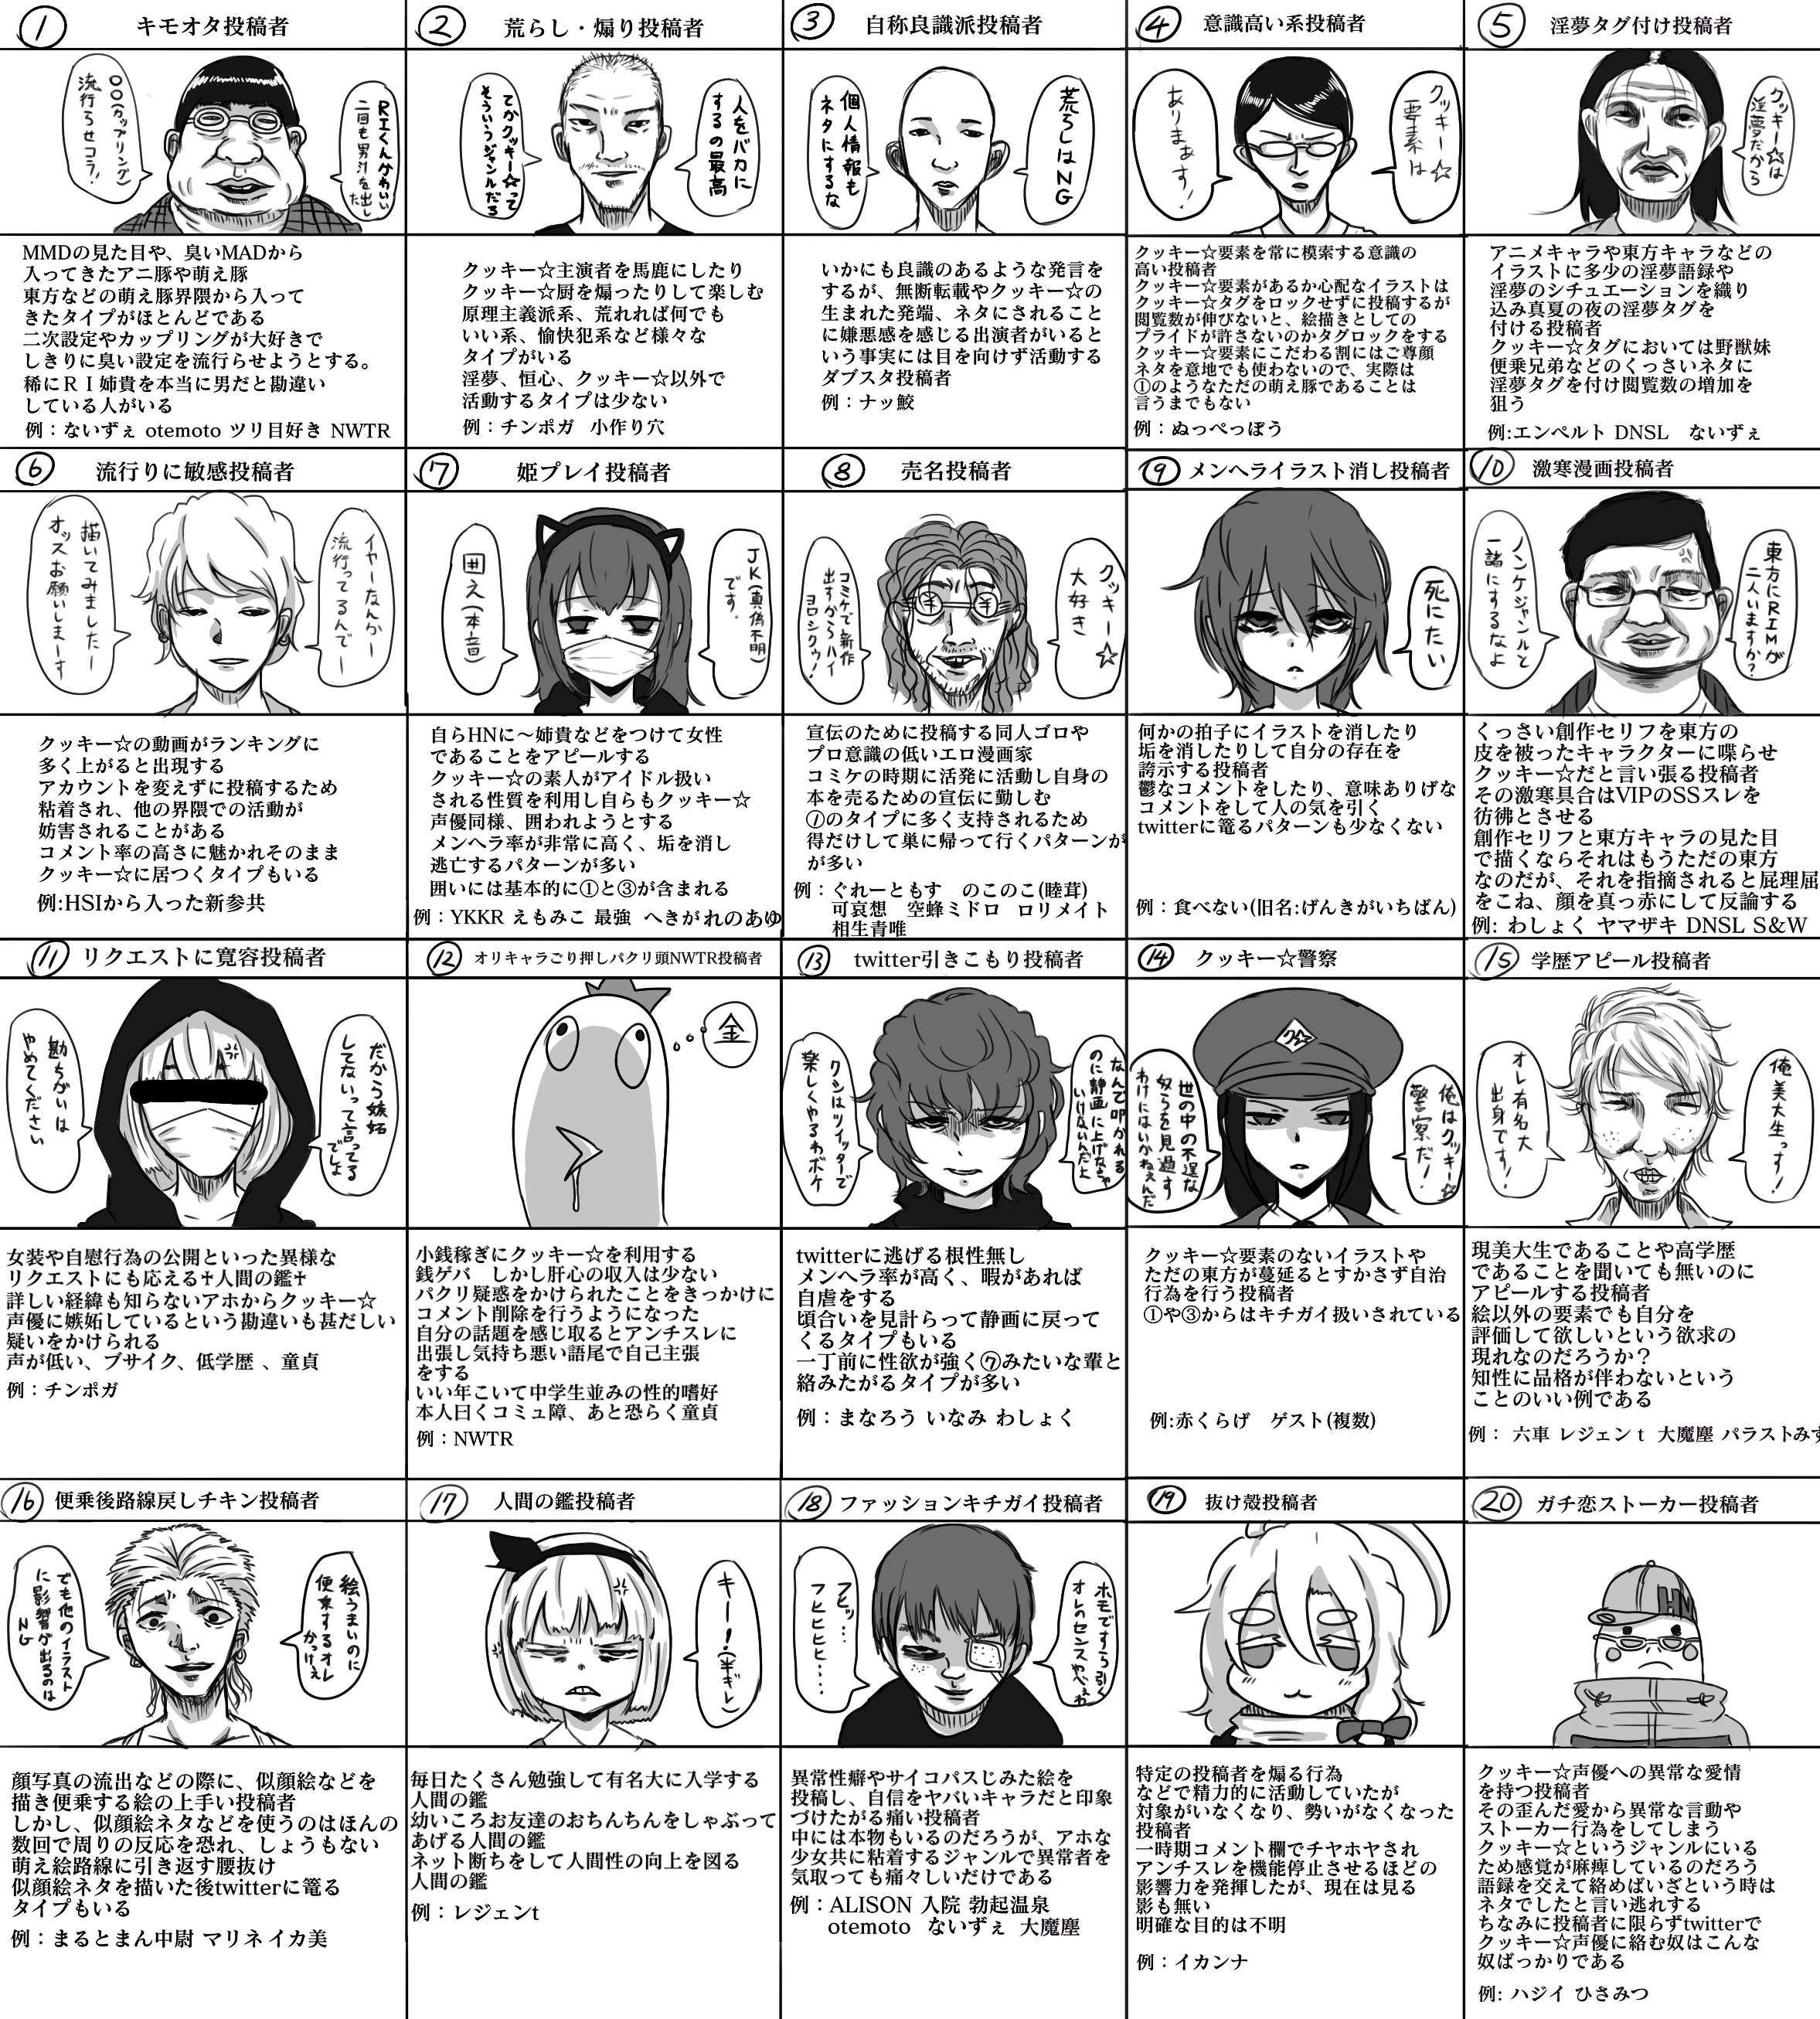 ① キモオタ投稿者
RIくんかわいい
二回も男汁を出した
〇〇(カップリング)
流行らせコラ!
MMDの見た目や、臭いMADから
入ってきたアニ豚や萌え豚
東方などの萌え豚界隈から入って
きたタイプがほとんどである
二次設定やカップリングが大好きで
しきりに臭い設定を流行らせようとする。
稀にRI姉貴を本当に男だと勘違い
している人がいる
例：ないずぇ otemoto ツリ目好き NWTR
② 荒らし・煽り投稿者
人をバカに
するの最高
てかクッキー☆って
そういうジャンルだろ
クッキー☆主演者を馬鹿にしたり
クッキー☆厨を煽ったりして楽しむ
原理主義派系、荒れれば何でも
いい系、愉快犯系など様々な
タイプがいる
淫夢、恒心、クッキー☆以外で
活動するタイプは少ない
例：チンポガ 小作り穴
③ 自称良識派投稿者
荒らしはNG
個人情報も
ネタにするな
いかにも良識のあるような発言を
するが、無断転載やクッキー☆の
生まれた発端、ネタにされること
に嫌悪感を感じる出演者がいると
いう事実には目を向けず活動する
ダブスタ投稿者
例：ナッ鮫
④ 意識高い系投稿者
クッキー☆
要素は
ありまぁす!
クッキー☆要素を常に模索する意識の
高い投稿者
クッキー☆要素があるか心配なイラストは
クッキー☆タグをロックせずに投稿するが
閲覧数が伸びないと、絵描きとしての
プライドが許さないのかタグロックをする
クッキー☆要素にこだわる割にはご尊顔
ネタを意地でも使わないので、実際は
①のようなただの萌え豚であることは
言うまでもない
例：ぬっぺっぽう
⑤ 淫夢タグ付け投稿者
クッキー☆は
淫夢だから
アニメキャラや東方キャラなどの
イラストに多少の淫夢語録や
淫夢のシチュエーションを織り
込み真夏の夜の淫夢タグを
付ける投稿者
クッキー☆タグにおいては野獣妹
便乗兄弟などのくっさいネタに
淫夢タグを付け閲覧数の増加を
狙う
例:エンペルト DNSL ないずぇ
⑥ 流行りに敏感投稿者
イヤーなんかー
流行ってるんでー
描いてみましたー
オッスお願いしまーす
クッキー☆の動画がランキングに
多く上がると出現する
アカウントを変えずに投稿するため
粘着され、他の界隈での活動が
妨害されることがある
コメント率の高さに魅かれそのまま
クッキー☆に居つくタイプもいる
例:HSIから入った新参共
⑦ 姫プレイ投稿者
JK(真偽不明)
です.
囲え(本音)
自らHNに～姉貴などをつけて女性
であることをアピールする
クッキー☆の素人がアイドル扱い
される性質を利用し自らもクッキー☆
声優同様、囲われようとする
メンヘラ率が非常に高く、垢を消し
逃亡するパターンが多い
囲いには基本的に①と③が含まれる
例：YKKR えもみこ 最強 へきがれのあゆ
⑧ 売名投稿者
クッキー☆
大好き
コミケで新作
出すからハイ
ヨロシクゥ!
宣伝のために投稿する同人ゴロや
プロ意識の低いエロ漫画家
コミケの時期に活発に活動し自身の
本を売るための宣伝に勤しむ
①のタイプに多く支持されるため
得だけして巣に帰って行くパターンが
が多い
例：ぐれーともす のこのこ(睦茸)
可哀想 空蜂ミドロ ロリメイト
相生青唯
⑨ メンヘライラスト消し投稿者
死にたい
何かの拍子にイラストを消したり
垢を消したりして自分の存在を
誇示する投稿者
鬱なコメントをしたり、意味ありげな
コメントをして人の気を引く
twitterに篭るパターンも少なくない
例：食べない(旧名:げんきがいちばん)
⑩ 激寒漫画投稿者
東方にRIMが
二人いますか?
ノンケジャンルと
一諸にするなよ
くっさい創作セリフを東方の
皮を被ったキャラクターに喋らせ
クッキー☆だと言い張る投稿者
その激寒具合はVIPのSSスレを
彷彿とさせる
創作セリフと東方キャラの見た目
で描くならそれはもうただの東方
なのだが、それを指摘されると屁理屈
をこね、顔を真っ赤にして反論する
例: わしょく ヤマザキ DNSL S&W
⑪ リクエストに寛容投稿者
だから嫉妬
してないって言ってる
でしょ
勘ちがいは
やめてください
女装や自慰行為の公開といった異様な
リクエストにも応える✝人間の鑑✝
詳しい経緯も知らないアホからクッキー☆
声優に嫉妬しているという勘違いも甚だしい
疑いをかけられる
声が低い、ブサイク、低学歴 、童貞
例：チンポガ
⑫ オリキャラごり押しパクリ頭NWTR投稿者
金
小銭稼ぎにクッキー☆を利用する
銭ゲバ しかし肝心の収入は少ない
パクリ疑惑をかけられたことをきっかけに
コメント削除を行うようになった
自分の話題を感じ取るとアンチスレに
出張し気持ち悪い語尾で自己主張
をする
いい年こいて中学生並みの性的嗜好
本人曰くコミュ障、あと恐らく童貞
例：NWTR
⑬ twitter引きこもり投稿者
なんで叩かれる
のに静画に上げなきゃ
いけないんだよ
ワシはツイッターで
楽しくやるわボケ
twitterに逃げる根性無し
メンヘラ率が高く、暇があれば
自虐をする
頃合いを見計らって静画に戻って
くるタイプもいる
一丁前に性欲が強く⑦みたいな輩と
絡みたがるタイプが多い
例：まなろう いなみ わしょく
⑭ クッキー☆警察
俺はクッキー☆
警察だ!
世の中の不逞な
奴らを見過す
わけにはいかねぇんだ
ク☆
クッキー☆要素のないイラストや
ただの東方が蔓延るとすかさず自治
行為を行う投稿者
①や③からはキチガイ扱いされている
例:赤くらげ ゲスト(複数)
⑮ 学歴アピール投稿者
俺美大生っす!
オレ有名大
出身です!
現美大生であることや高学歴
であることを聞いても無いのに
アピールする投稿者
絵以外の要素でも自分を
評価して欲しいという欲求の
現れなのだろうか？
知性に品格が伴わないという
ことのいい例である
例： 六車 レジェンt 大魔塵 パラストみず
⑯ 便乗後路線戻しチキン投稿者
絵うまいのに
便乗するオレ
かっけえ
でも他のイラスト
に影響が出るのは
NG
顔写真の流出などの際に、似顔絵などを
描き便乗する絵の上手い投稿者
しかし、似顔絵ネタなどを使うのはほんの
数回で周りの反応を恐れ、しょうもない
萌え絵路線に引き返す腰抜け
似顔絵ネタを描いた後twitterに篭る
タイプもいる
例：まるとまん中尉 マリネイカ美
⑰ 人間の鑑投稿者
キー!(半ギレ)
毎日たくさん勉強して有名大に入学する
人間の鑑
幼いころお友達のおちんちんをしゃぶって
あげる人間の鑑
ネット断ちをして人間性の向上を図る
人間の鑑
例：レジェンt
⑱ ファッションキチガイ投稿者
ホモですら引く
オレのセンスやべぇわ
フヒッ…
フヒヒヒヒ…
異常性癖やサイコパスじみた絵を
投稿し、自信をヤバいキャラだと印象
づけたがる痛い投稿者
中には本物もいるのだろうが、アホな
少女共に粘着するジャンルで異常者を
気取っても痛々しいだけである
例：ALISON 入院 勃起温泉
otemoto ないずぇ 大魔塵
⑲ 抜け殻投稿者
特定の投稿者を煽る行為
などで精力的に活動していたが
対象がいなくなり、勢いがなくなった
投稿者
一時期コメント欄でチヤホヤされ
アンチスレを機能停止させるほどの
影響力を発揮したが、現在は見る
影も無い
明確な目的は不明
例：イカンナ
⑳ ガチ恋ストーカー投稿者
HM
クッキー☆声優への異常な愛情
を持つ投稿者
その歪んだ愛から異常な言動や
ストーカー行為をしてしまう
クッキー☆というジャンルにいる
ため感覚が麻痺しているのだろう
語録を交えて絡めばいざという時は
ネタでしたと言い逃れする
ちなみに投稿者に限らずtwitterで
クッキー☆声優に絡む奴はこんな
奴ばっかりである
例: ハジイ ひさみつ